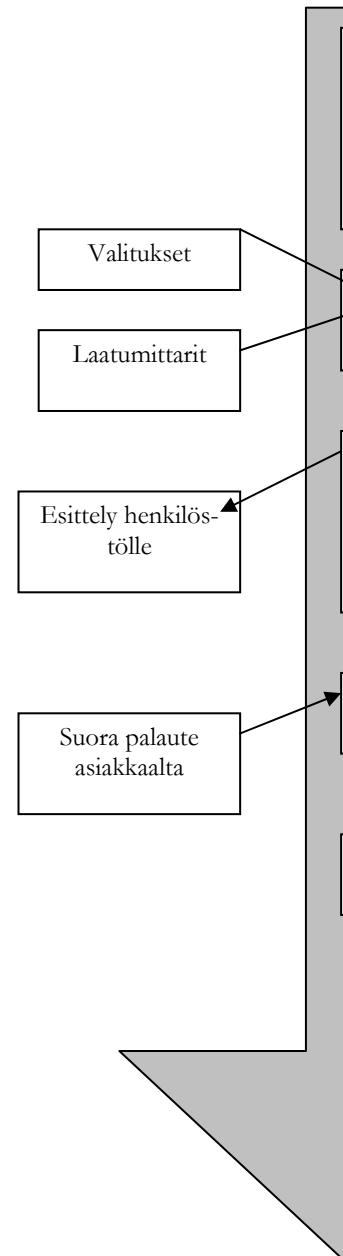 Valitukset
Laatumittarit
Esittely henkilös-
tölle
Suora palaute
asiakkaalta